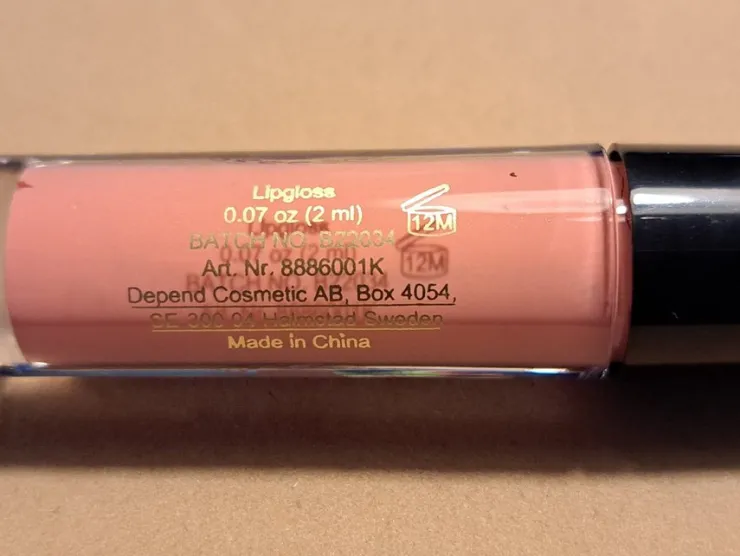 Lipgloss
0.07 oz (2 ml)
12M
BATCH NO. BZ2034
Art. Nr. 8886001K
Depend Cosmetic AB, Box 4054,
SE-300 04 Halmstad Sweden
Made in China